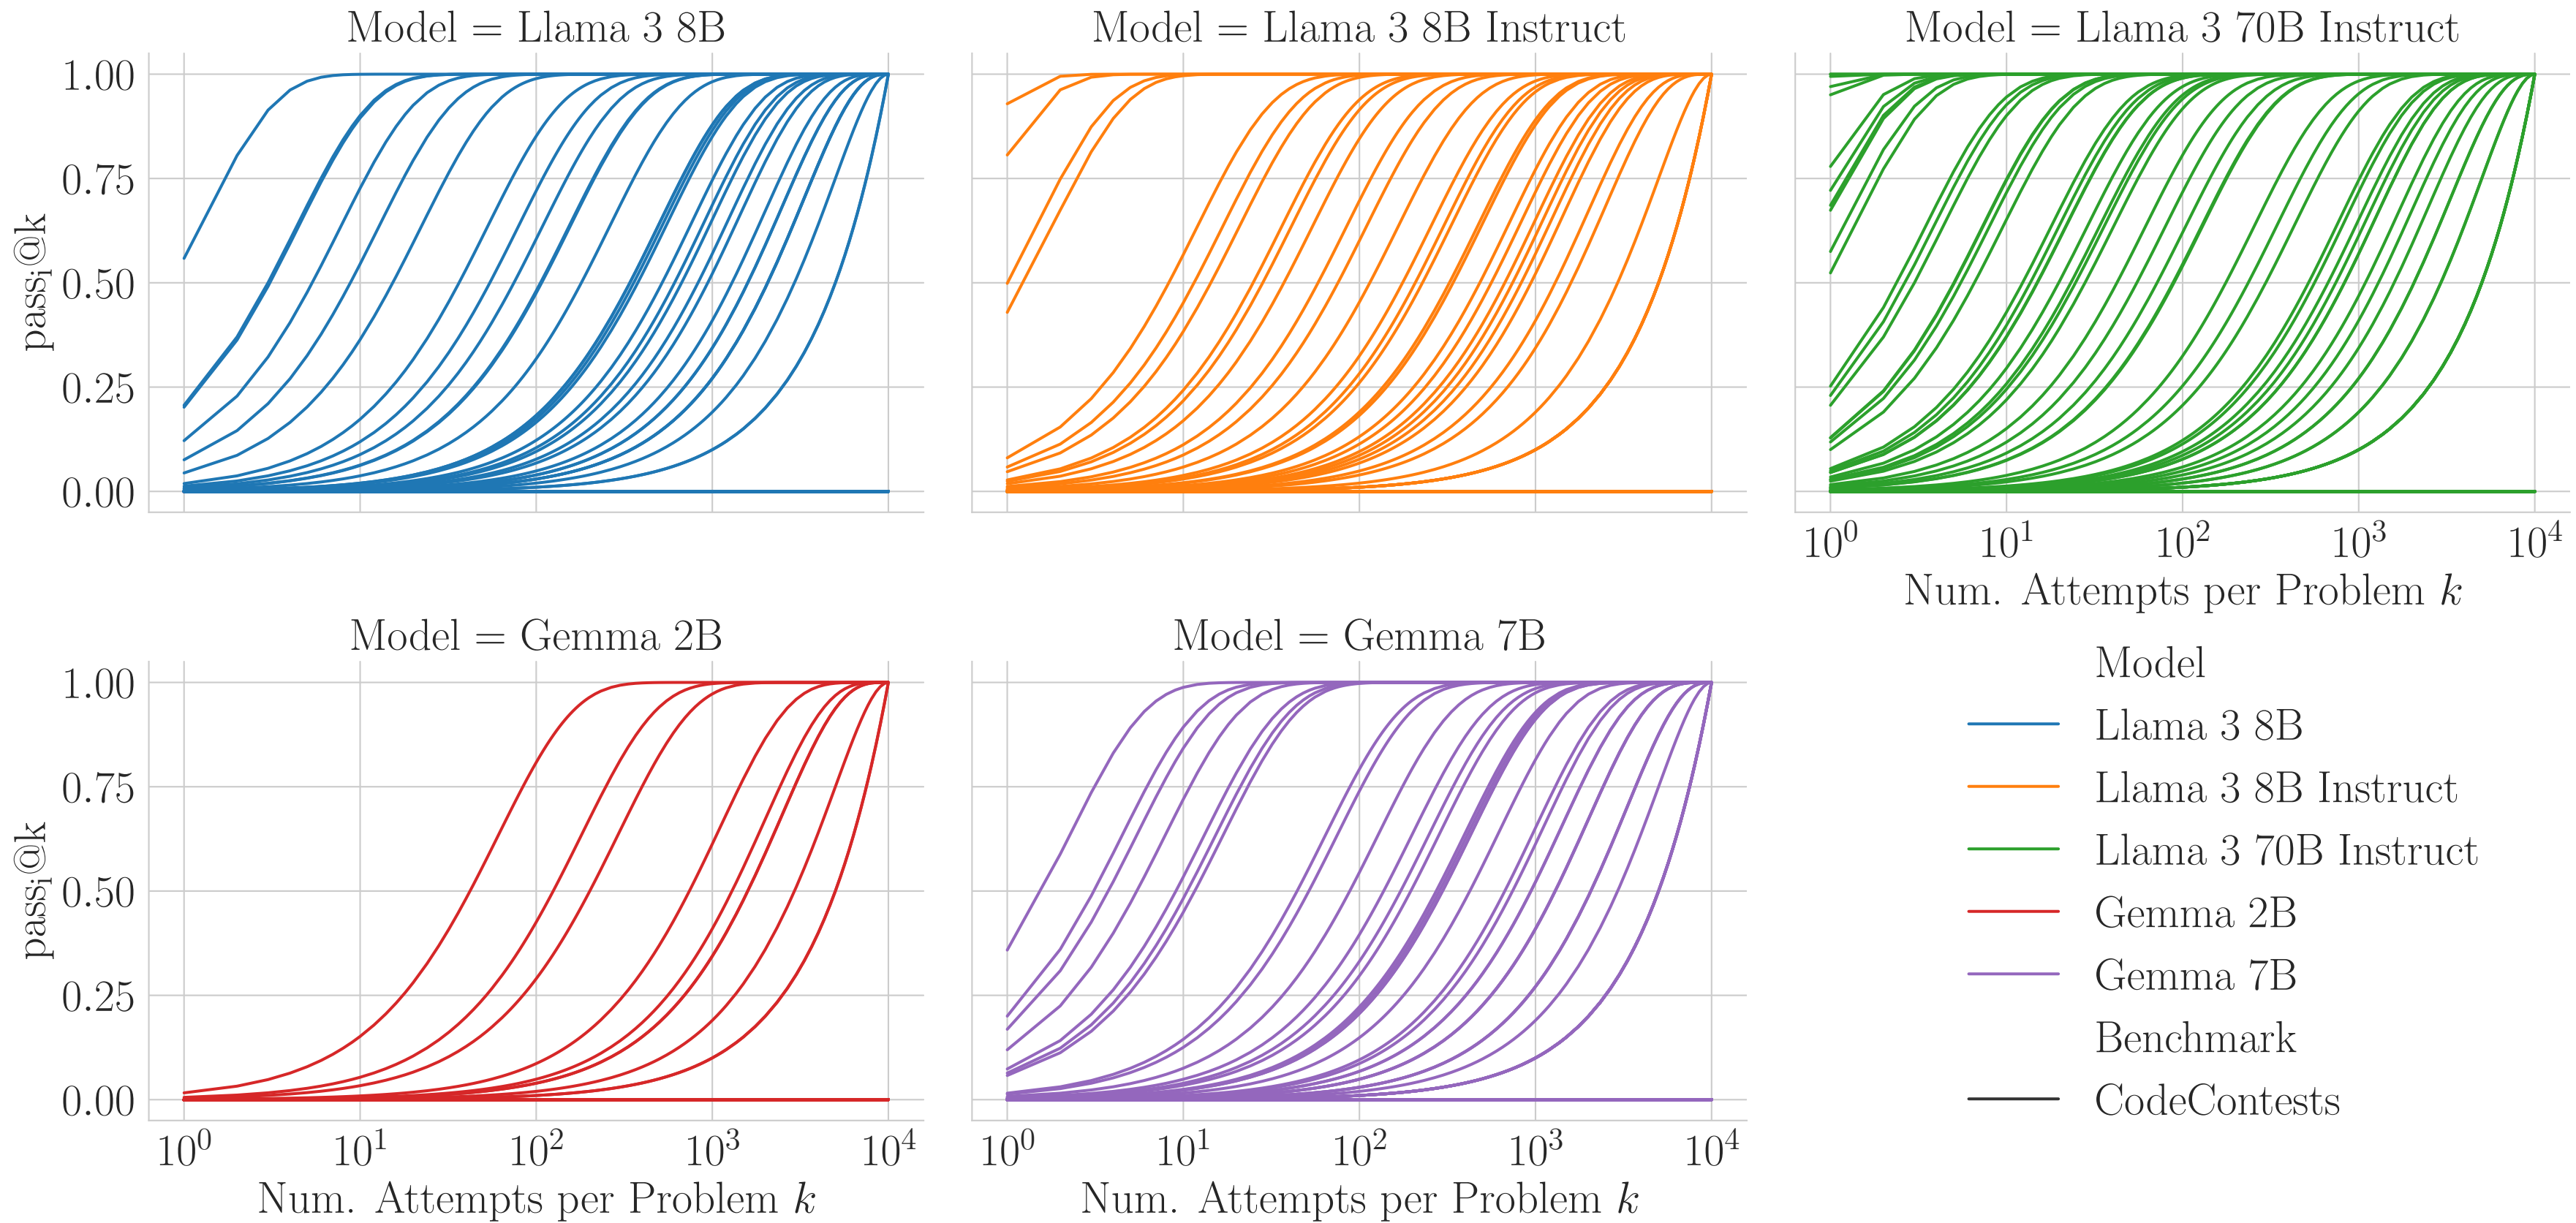 Model = Llama 3 8B
Model = Llama 3 8B Instruct
Model = Llama 3 70B Instruct
1.00
0.75
0.50
0.25
0.00
passi@k
10^0 10^1 10^2 10^3 10^4
Num. Attempts per Problem k
Model = Gemma 2B
Model = Gemma 7B
1.00
0.75
0.50
0.25
0.00
passi@k
10^0 10^1 10^2 10^3 10^4
Num. Attempts per Problem k
10^0 10^1 10^2 10^3 10^4
Num. Attempts per Problem k
Model
Llama 3 8B
Llama 3 8B Instruct
Llama 3 70B Instruct
Gemma 2B
Gemma 7B
Benchmark
CodeContests